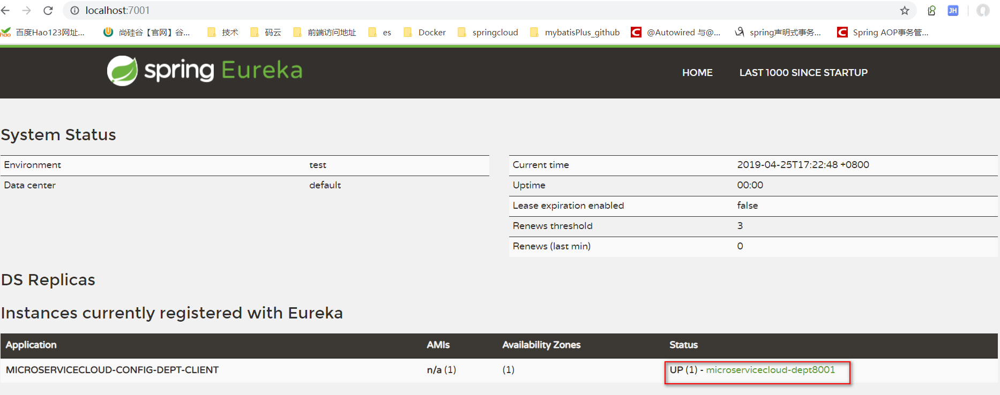 localhost:7001
JH
hao 百度Hao123网址... 尚硅谷【官网】谷... 技术 码云 前端访问地址 es Docker springcloud mybatisPlus_github C @Autowired 与@... spring声明式事务... C Spring AOP事务管...
spring Eureka HOME LAST 1000 SINCE STARTUP
System Status
Environment test Current time 2019-04-25T17:22:48 +0800
Data center default Uptime 00:00
Lease expiration enabled false
Renews threshold 3
Renews (last min) 0
DS Replicas
Instances currently registered with Eureka
Application AMIs Availability Zones Status
MICROSERVICECLOUD-CONFIG-DEPT-CLIENT n/a (1) (1) UP (1) - microservicecloud-dept8001